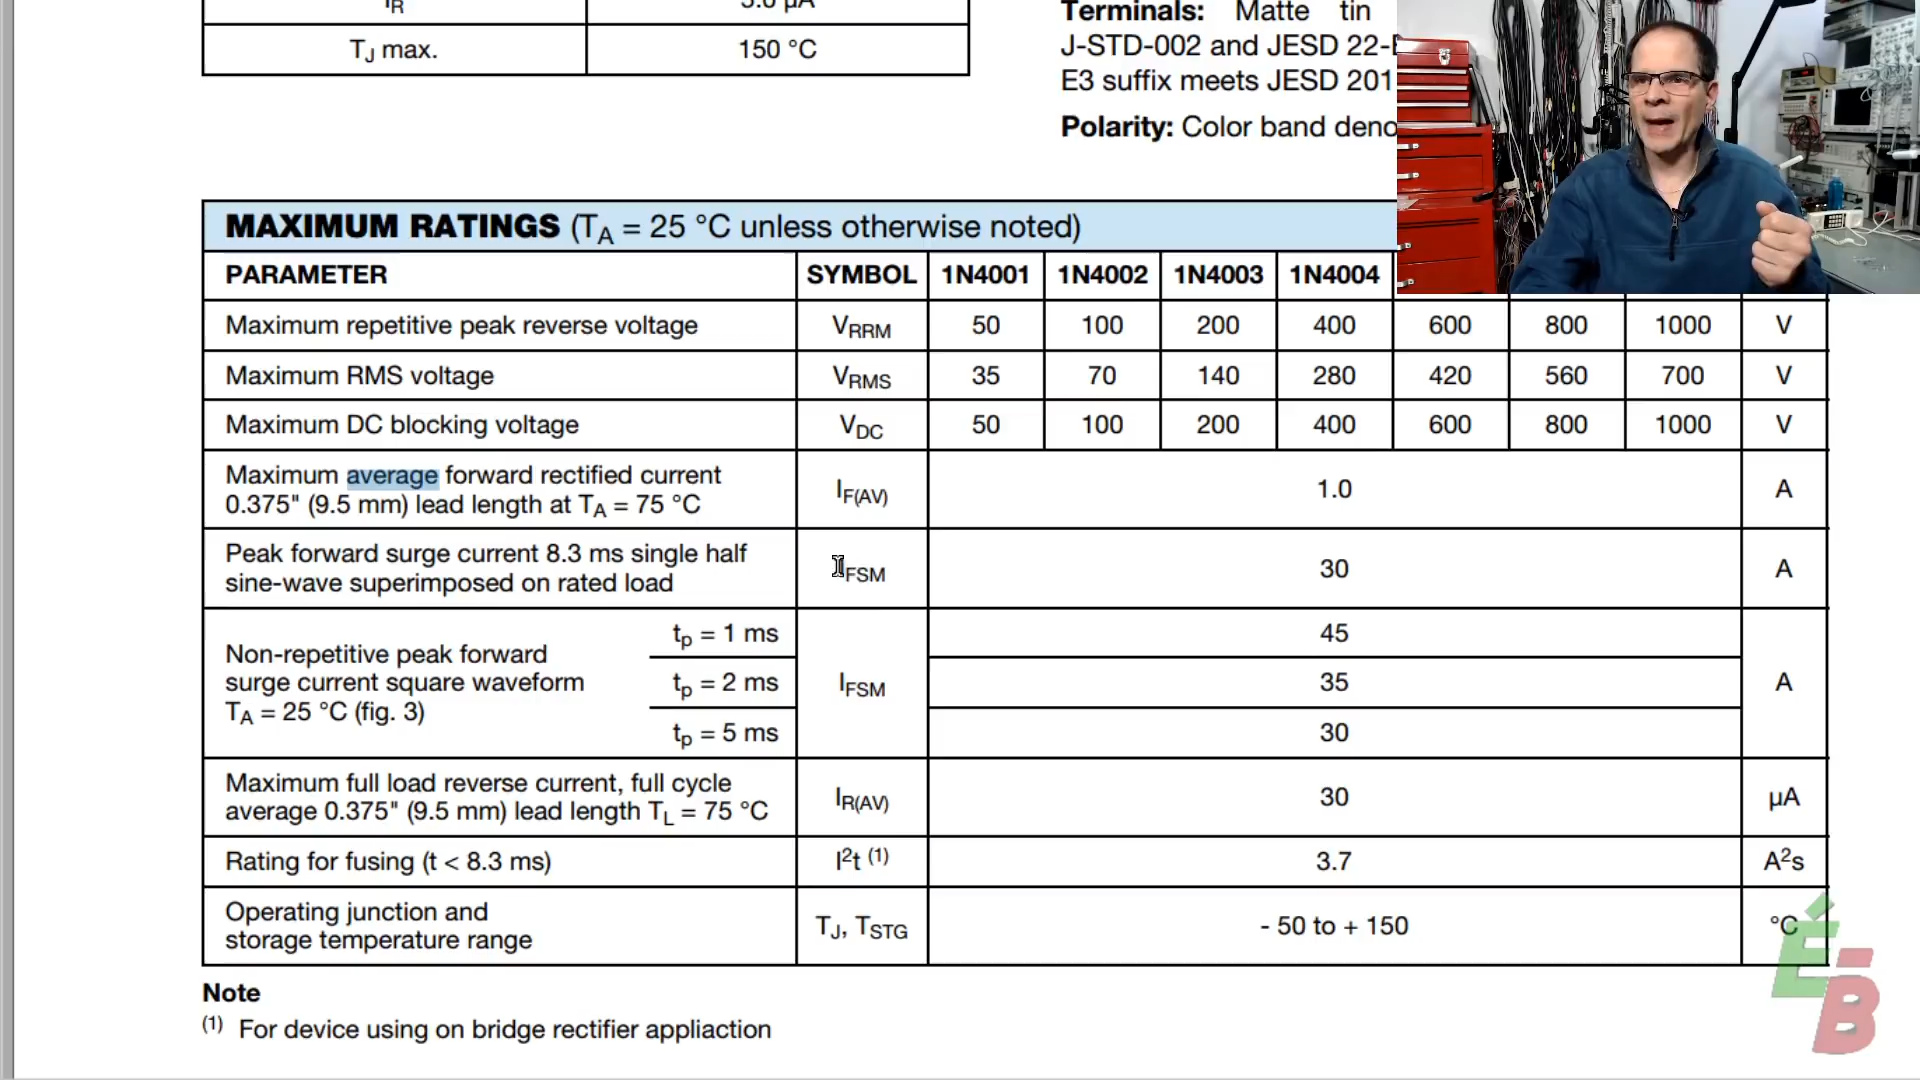 IR
3.0 µA
TJ max.
150 °C
Terminals: Matte tin
J-STD-002 and JESD 22-
E3 suffix meets JESD 201
Polarity: Color band deno
MAXIMUM RATINGS (TA = 25 °C unless otherwise noted)
PARAMETER SYMBOL 1N4001 1N4002 1N4003 1N4004
Maximum repetitive peak reverse voltage VRRM 50 100 200 400 600 800 1000 V
Maximum RMS voltage VRMS 35 70 140 280 420 560 700 V
Maximum DC blocking voltage VDC 50 100 200 400 600 800 1000 V
Maximum average forward rectified current
0.375" (9.5 mm) lead length at TA = 75 °C
IF(AV) 1.0 A
Peak forward surge current 8.3 ms single half
sine-wave superimposed on rated load
IFSM 30 A
Non-repetitive peak forward
surge current square waveform
TA = 25 °C (fig. 3)
tp = 1 ms
tp = 2 ms
tp = 5 ms
IFSM
45
35
30
A
Maximum full load reverse current, full cycle
average 0.375" (9.5 mm) lead length TL = 75 °C
IR(AV) 30 µA
Rating for fusing (t < 8.3 ms) I²t (1) 3.7 A²s
Operating junction and
storage temperature range
TJ, TSTG - 50 to + 150 °C
Note
(1) For device using on bridge rectifier appliaction
É
B